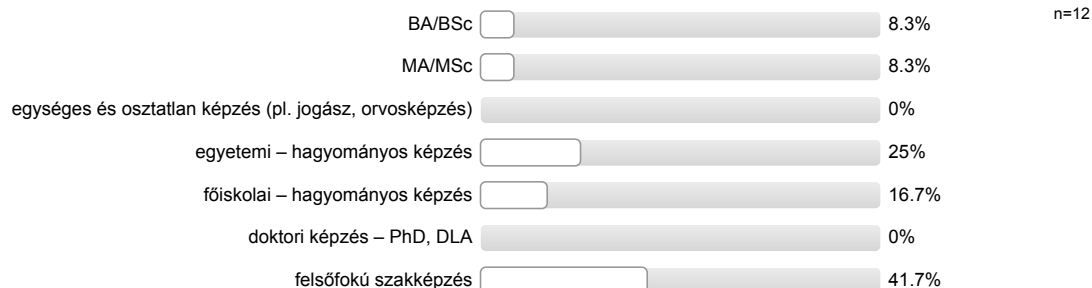 BA/BSc 8.3% n=12
MA/MSc 8.3%
egységes és osztatlan képzés (pl. jogász, orvosképzés) 0%
egyetemi – hagyományos képzés 25%
főiskolai – hagyományos képzés 16.7%
doktori képzés – PhD, DLA 0%
felsőfokú szakképzés 41.7%